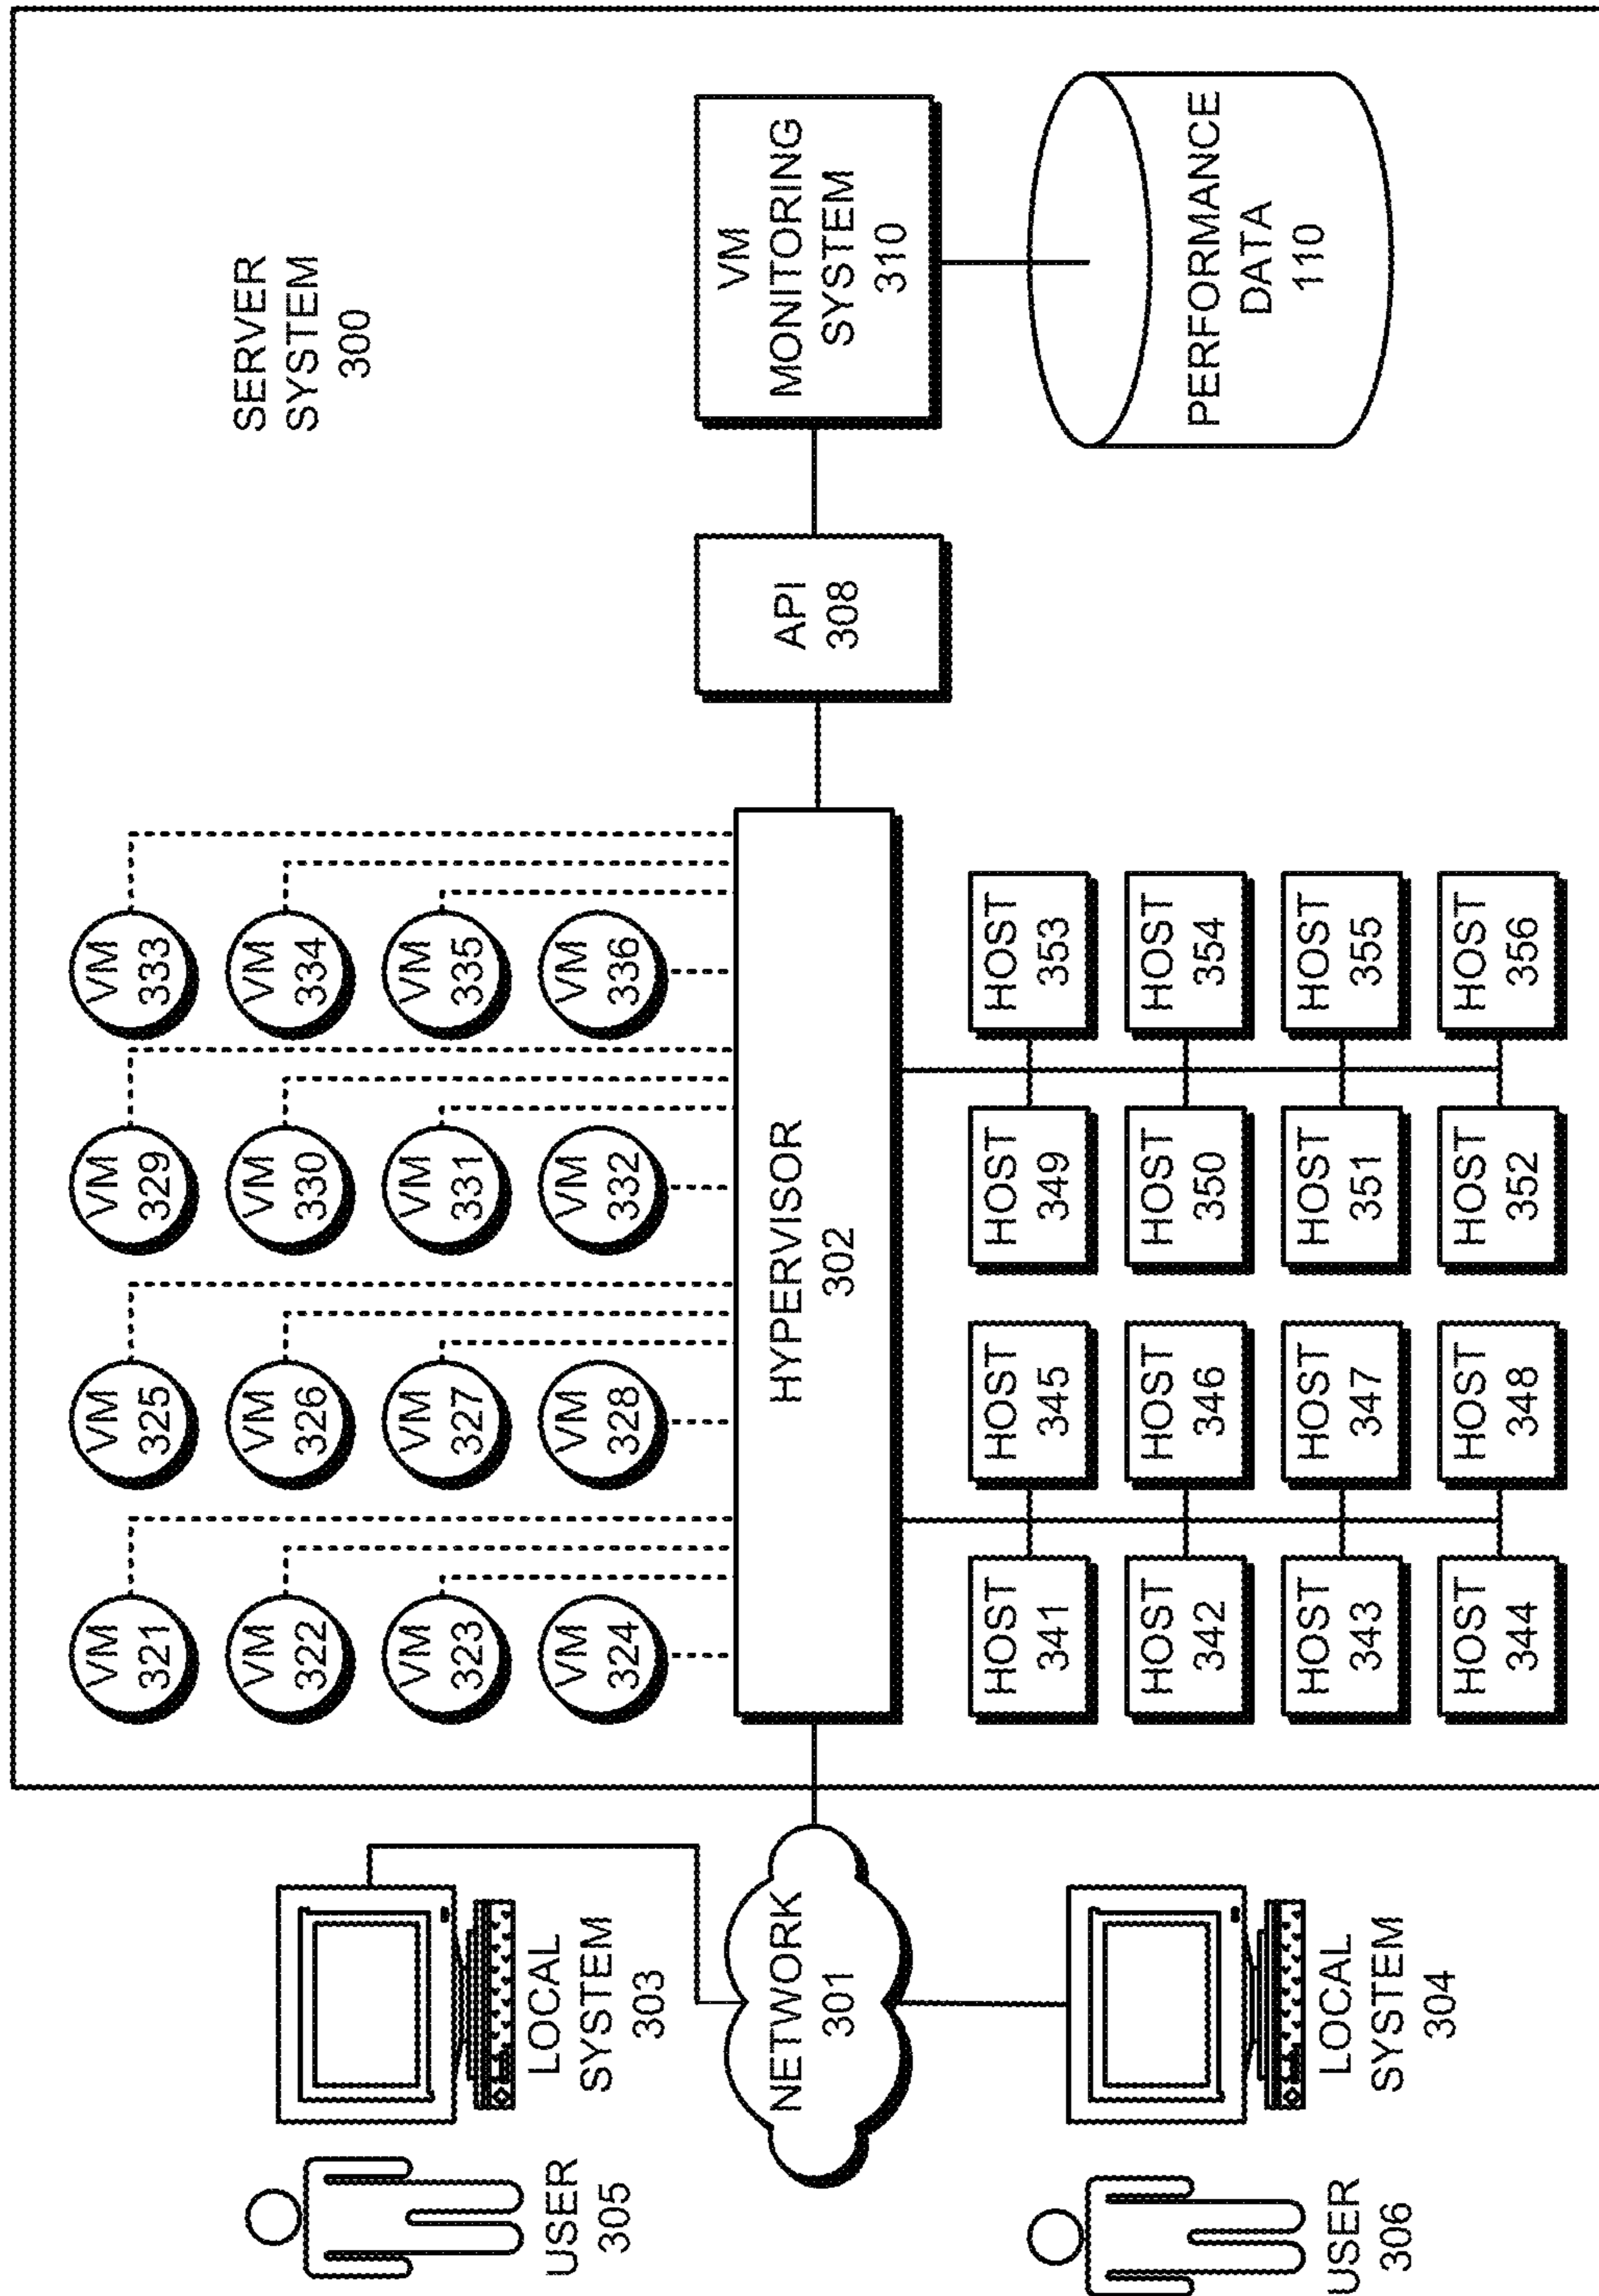 SERVER
SYSTEM
300
USER
305
LOCAL
SYSTEM
303
USER
306
LOCAL
SYSTEM
304
NETWORK
301
VM
321
VM
325
VM
329
VM
333
VM
322
VM
326
VM
330
VM
334
VM
323
VM
327
VM
331
VM
335
VM
324
VM
328
VM
332
VM
336
HYPERVISOR
302
API
308
VM
MONITORING
SYSTEM
310
PERFORMANCE
DATA
110
HOST
341
HOST
345
HOST
349
HOST
353
HOST
342
HOST
346
HOST
350
HOST
354
HOST
343
HOST
347
HOST
351
HOST
355
HOST
344
HOST
348
HOST
352
HOST
356